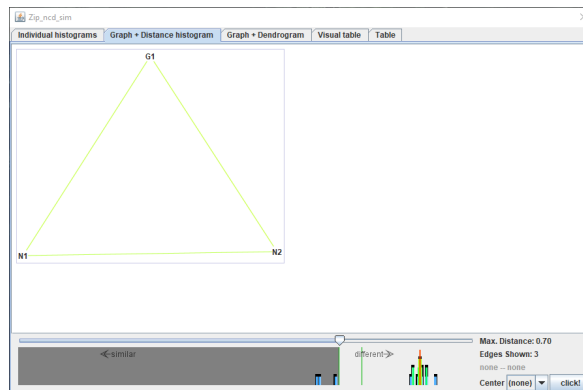 Zip_ncd_sim
Individual histograms Graph + Distance histogram Graph + Dendrogram Visual table Table
G1
N1 N2
similar different
Max. Distance: 0.70
Edges Shown: 3
none – none
Center (none) click!